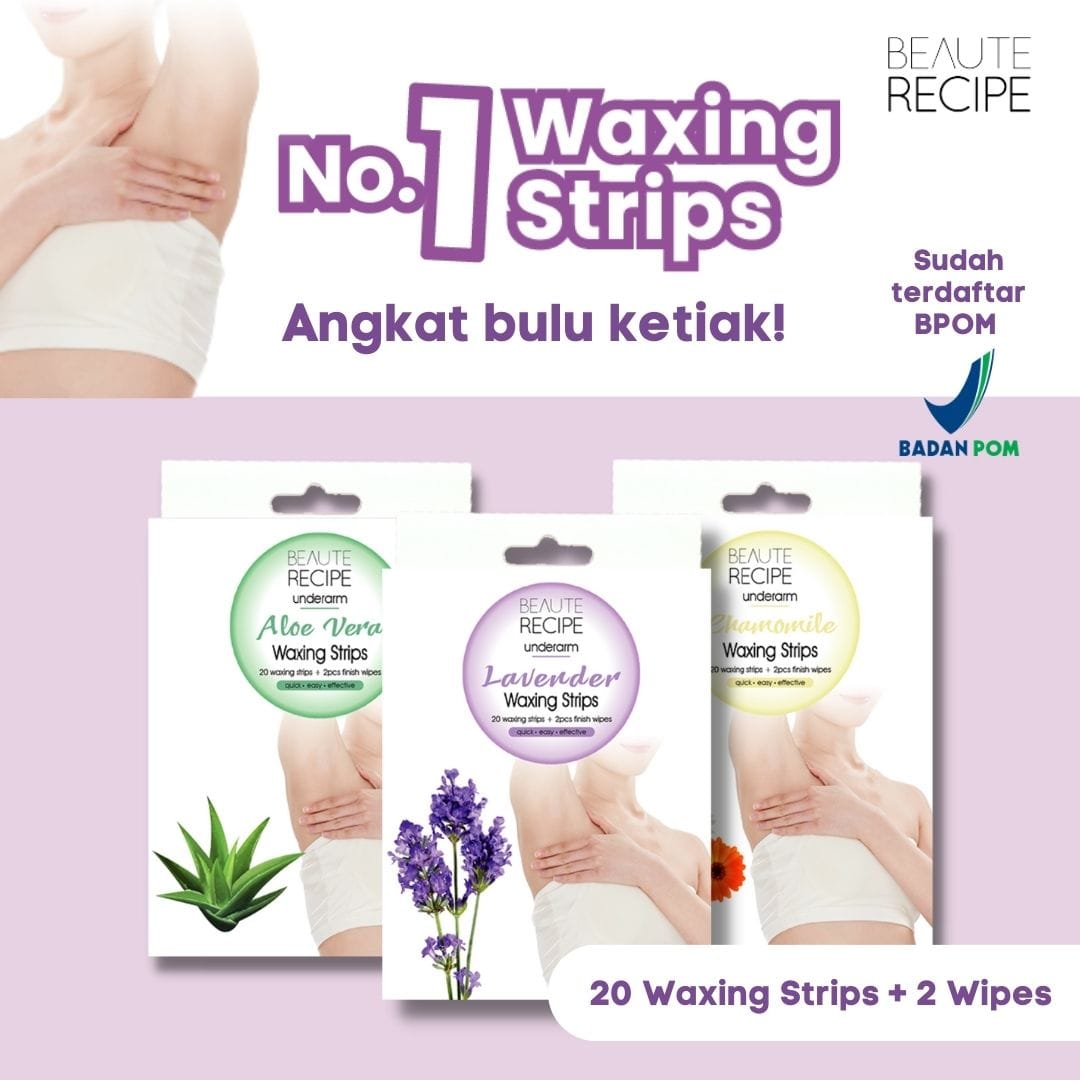 BEAUTE
RECIPE
No.1 Waxing
Strips
Angkat bulu ketiak!
Sudah
terdaftar
BPOM
BADAN POM
BEAUTE
RECIPE
underarm
Aloe Vera
Waxing Strips
20 waxing strips + 2pcs finish wipes
quick • easy • effective
BEAUTE
RECIPE
underarm
Lavender
Waxing Strips
20 waxing strips + 2pcs finish wipes
quick • easy • effective
BEAUTE
RECIPE
underarm
Chamomile
Waxing Strips
20 waxing strips + 2pcs finish wipes
quick • easy • effective
20 Waxing Strips + 2 Wipes